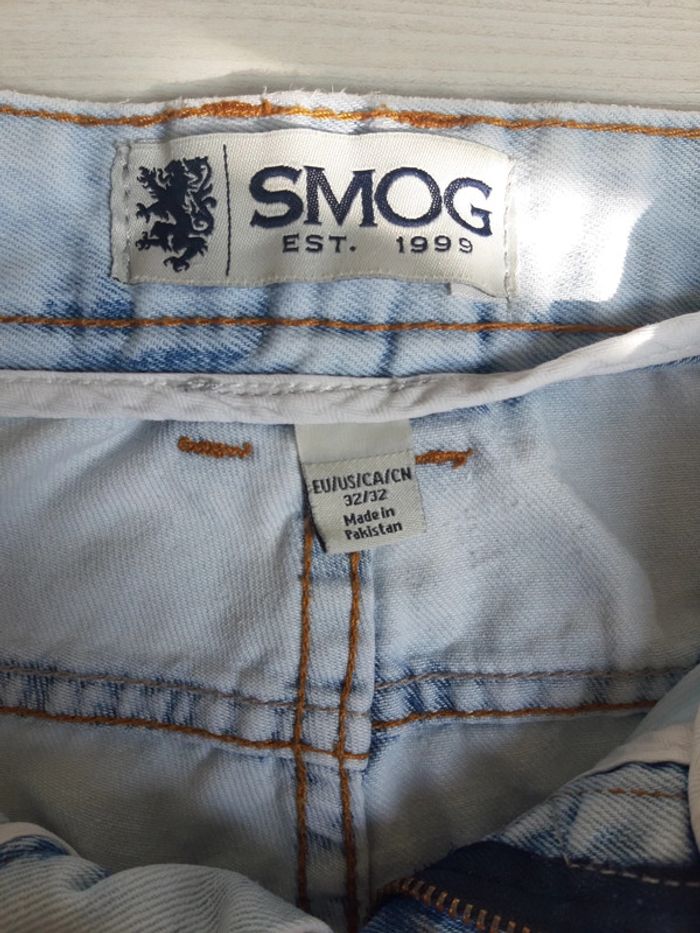 SMOG
EST. 1999
EU/US/CA/CN
32/32
Made in
Pakistan